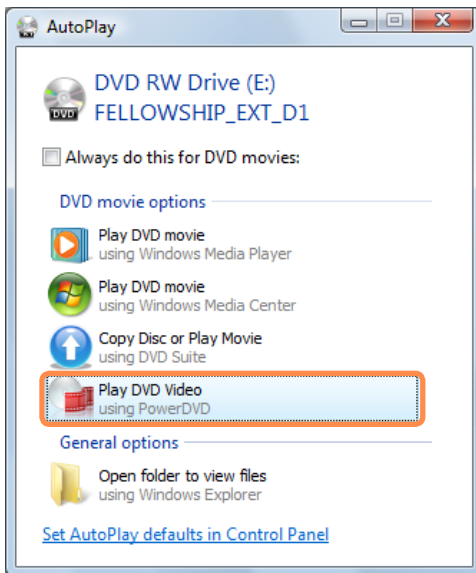 AutoPlay
DVD RW Drive (E:)
FELLOWSHIP_EXT_D1
DVD
Always do this for DVD movies:
DVD movie options
Play DVD movie
using Windows Media Player
Play DVD movie
using Windows Media Center
Copy Disc or Play Movie
using DVD Suite
Play DVD Video
using PowerDVD
General options
Open folder to view files
using Windows Explorer
Set AutoPlay defaults in Control Panel